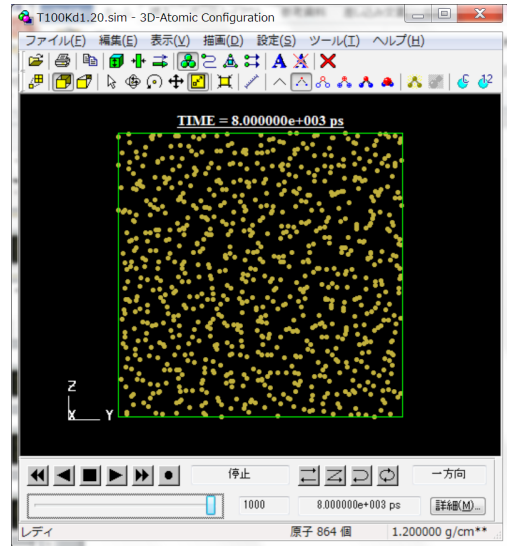 T100Kd1.20.sim - 3D-Atomic Configuration
ファイル(F) 編集(E) 表示(V) 描画(D) 設定(S) ツール(T) ヘルプ(H)
TIME = 8.000000e+003 ps
Z
X Y
停止 一方向
1000 8.000000e+003 ps 詳細(M)...
レディ 原子 864 個 1.200000 g/cm**